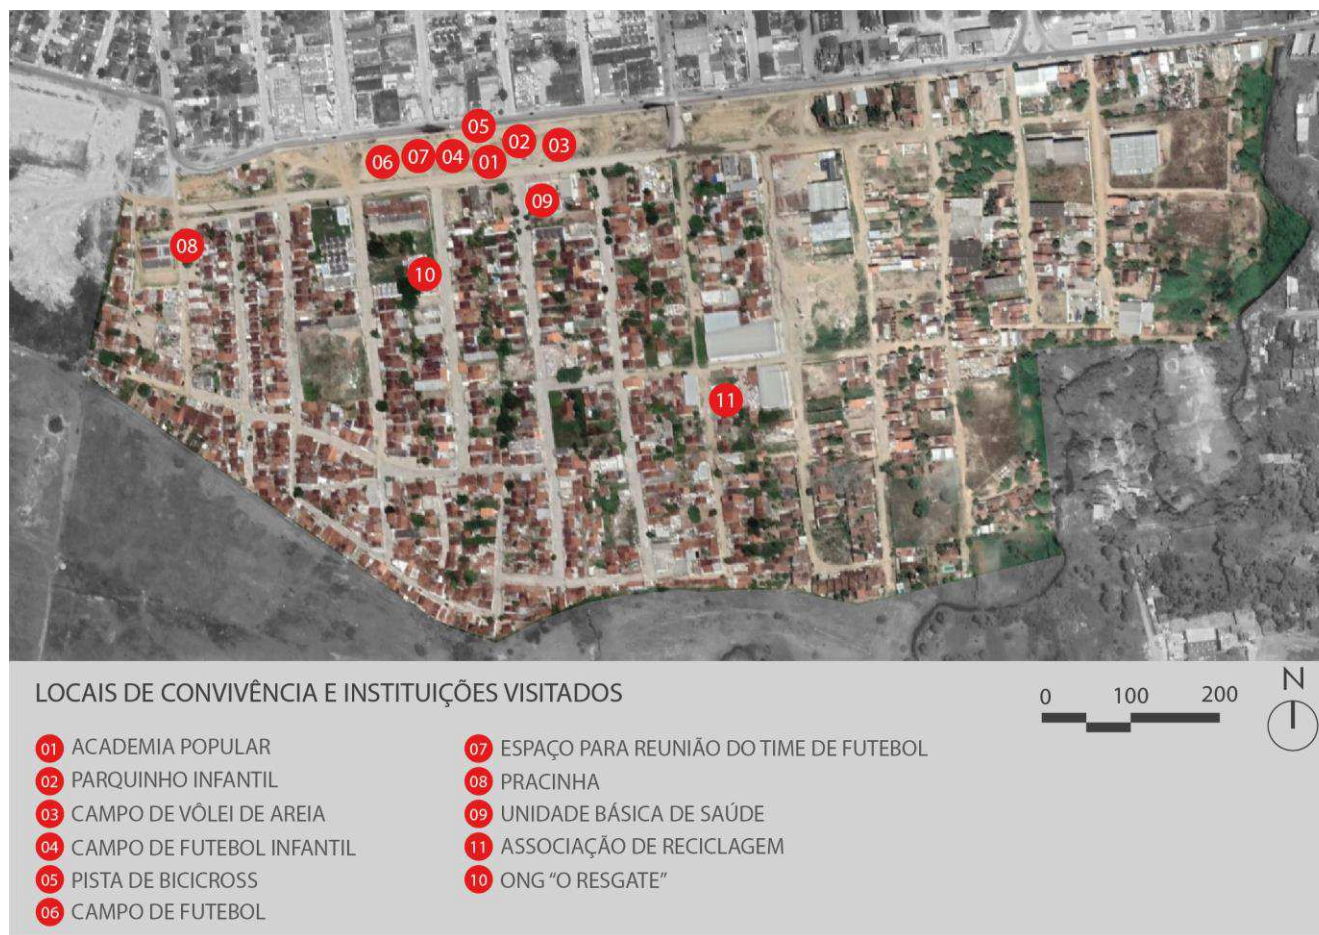 05
02
03
06
07
04
01
09
08
10
11
LOCAIS DE CONVIVÊNCIA E INSTITUIÇÕES VISITADOS
0 100 200
N
01 ACADEMIA POPULAR
02 PARQUINHO INFANTIL
03 CAMPO DE VÔLEI DE AREIA
04 CAMPO DE FUTEBOL INFANTIL
05 PISTA DE BICICROSS
06 CAMPO DE FUTEBOL
07 ESPAÇO PARA REUNIÃO DO TIME DE FUTEBOL
08 PRACINHA
09 UNIDADE BÁSICA DE SAÚDE
11 ASSOCIAÇÃO DE RECICLAGEM
10 ONG “O RESGATE”